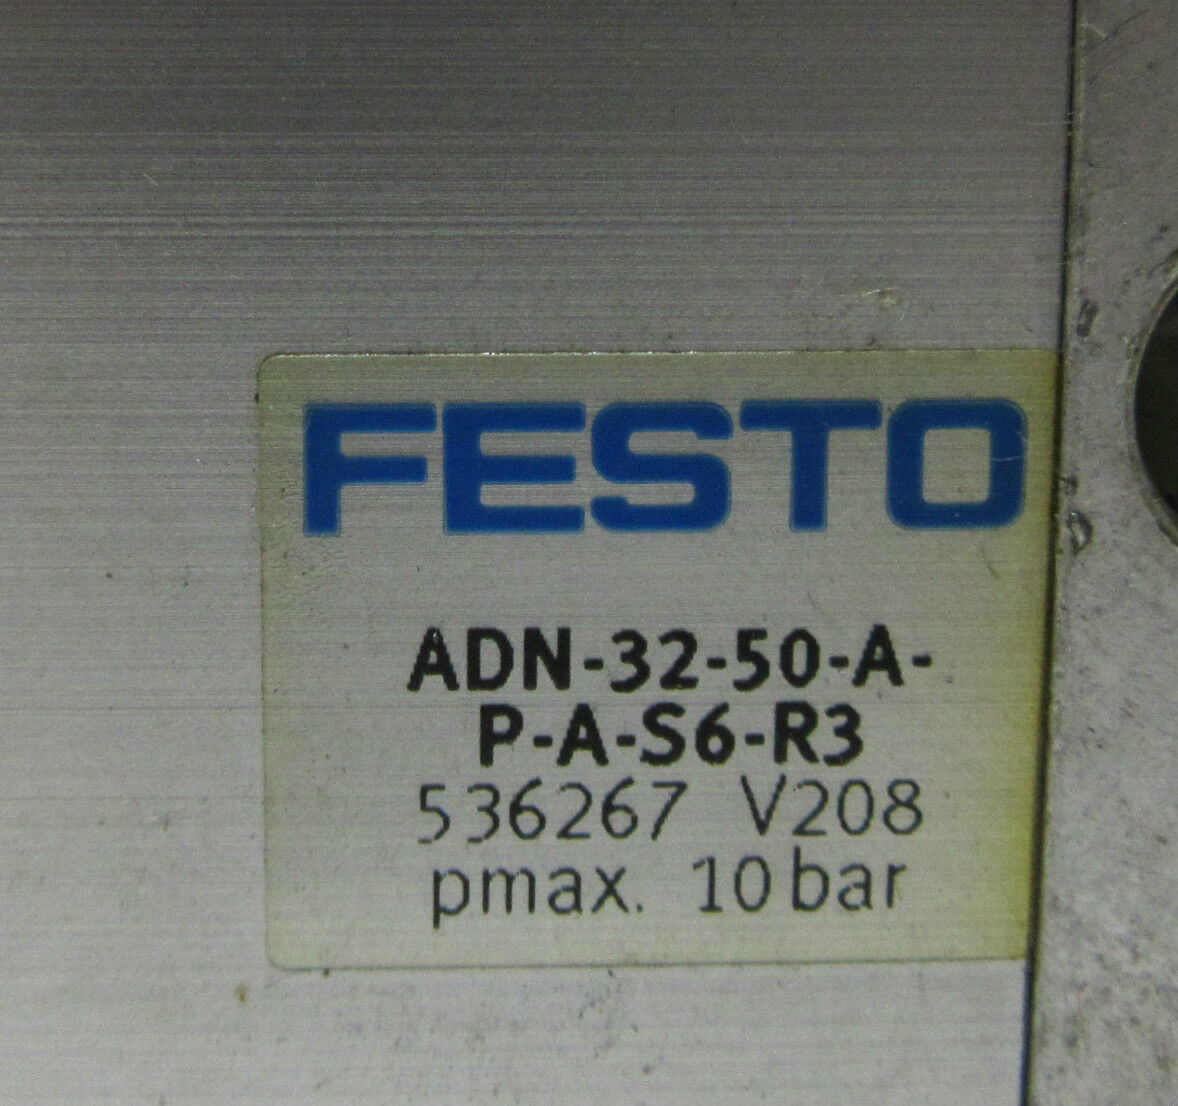 FESTO
ADN-32-50-A-
P-A-S6-R3
536267 V208
pmax. 10 bar